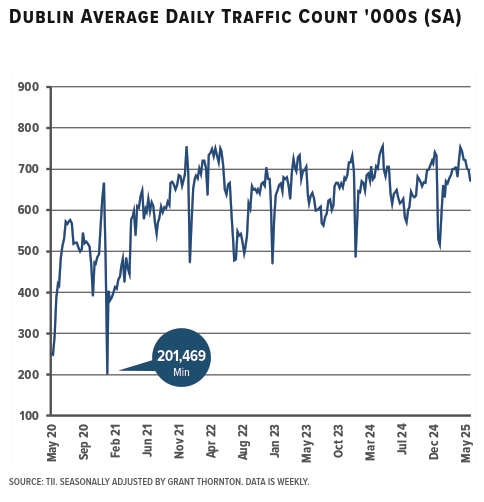 DUBLIN AVERAGE DAILY TRAFFIC COUNT '000S (SA)
900
800
700
600
500
400
300
200
100
201,469
Min
May 20
Sep 20
Feb 21
Jun 21
Nov 21
Apr 22
Aug 22
Jan 23
May 23
Oct 23
Mar 24
Jul 24
Dec 24
May 25
SOURCE: TII. SEASONALLY ADJUSTED BY GRANT THORNTON. DATA IS WEEKLY.